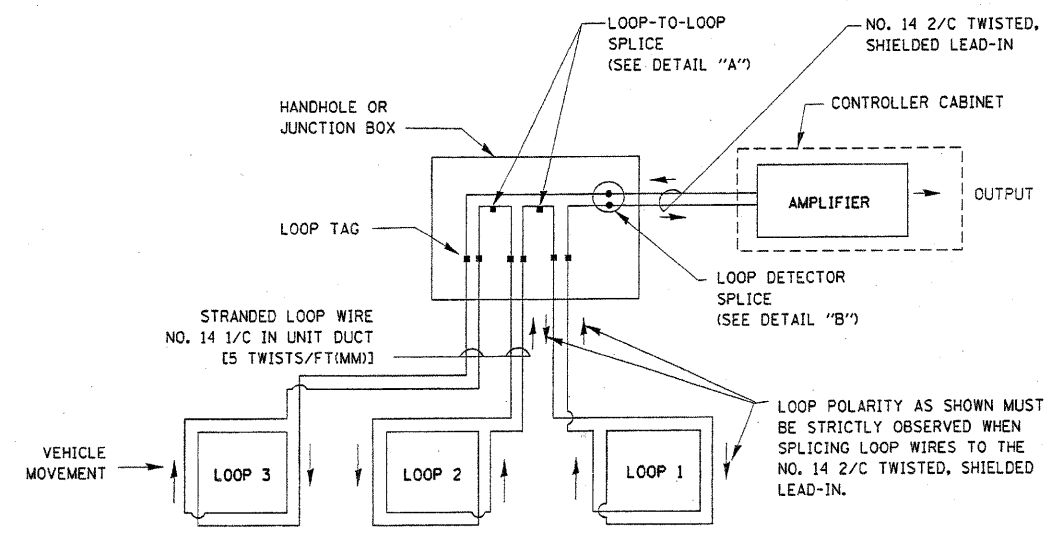 LOOP-TO-LOOP
SPLICE
(SEE DETAIL "A")
NO. 14 2/C TWISTED,
SHIELDED LEAD-IN
HANDHOLE OR
JUNCTION BOX
CONTROLLER CABINET
AMPLIFIER
OUTPUT
LOOP TAG
LOOP DETECTOR
SPLICE
(SEE DETAIL "B")
STRANDED LOOP WIRE
NO. 14 1/C IN UNIT DUCT
[5 TWISTS/FT(MM)]
LOOP POLARITY AS SHOWN MUST
BE STRICTLY OBSERVED WHEN
SPLICING LOOP WIRES TO THE
NO. 14 2/C TWISTED, SHIELDED
LEAD-IN.
VEHICLE
MOVEMENT
LOOP 3
LOOP 2
LOOP 1